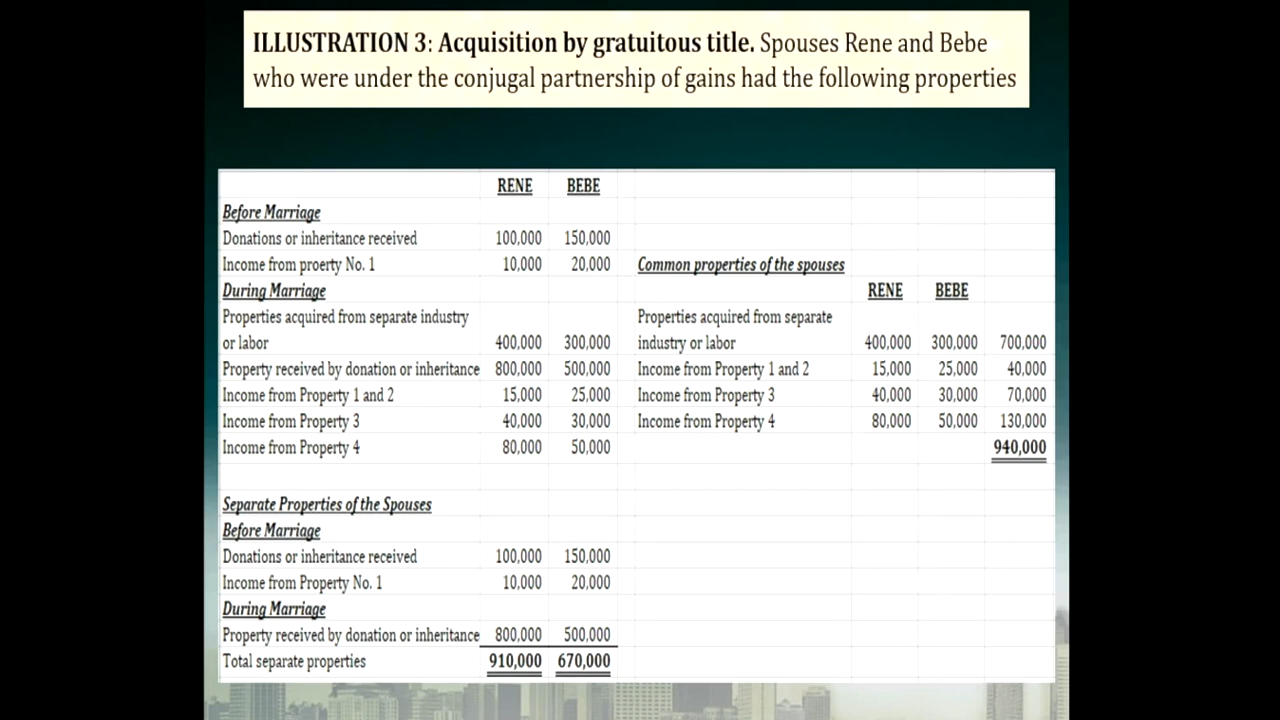 ILLUSTRATION 3: Acquisition by gratuitous title. Spouses Rene and Bebe
who were under the conjugal partnership of gains had the following properties
RENE BEBE
Before Marriage
Donations or inheritance received 100,000 150,000
Income from proerty No. 1 10,000 20,000
During Marriage
Properties acquired from separate industry
or labor 400,000 300,000
Property received by donation or inheritance 800,000 500,000
Income from Property 1 and 2 15,000 25,000
Income from Property 3 40,000 30,000
Income from Property 4 80,000 50,000
Common properties of the spouses
RENE BEBE
Properties acquired from separate
industry or labor 400,000 300,000 700,000
Income from Property 1 and 2 15,000 25,000 40,000
Income from Property 3 40,000 30,000 70,000
Income from Property 4 80,000 50,000 130,000
940,000
Separate Properties of the Spouses
Before Marriage
Donations or inheritance received 100,000 150,000
Income from Property No. 1 10,000 20,000
During Marriage
Property received by donation or inheritance 800,000 500,000
Total separate properties 910,000 670,000